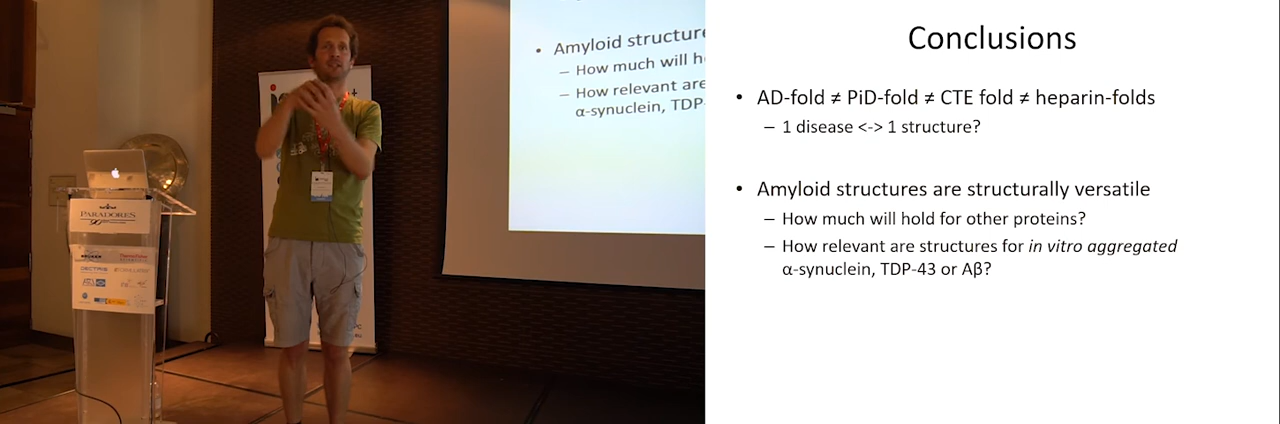 PARADORES
• Amyloid structure
– How much will h
– How relevant are
α-synuclein, TDP-
Conclusions
• AD-fold ≠ PiD-fold ≠ CTE fold ≠ heparin-folds
– 1 disease <-> 1 structure?
• Amyloid structures are structurally versatile
– How much will hold for other proteins?
– How relevant are structures for in vitro aggregated
α-synuclein, TDP-43 or Aβ?